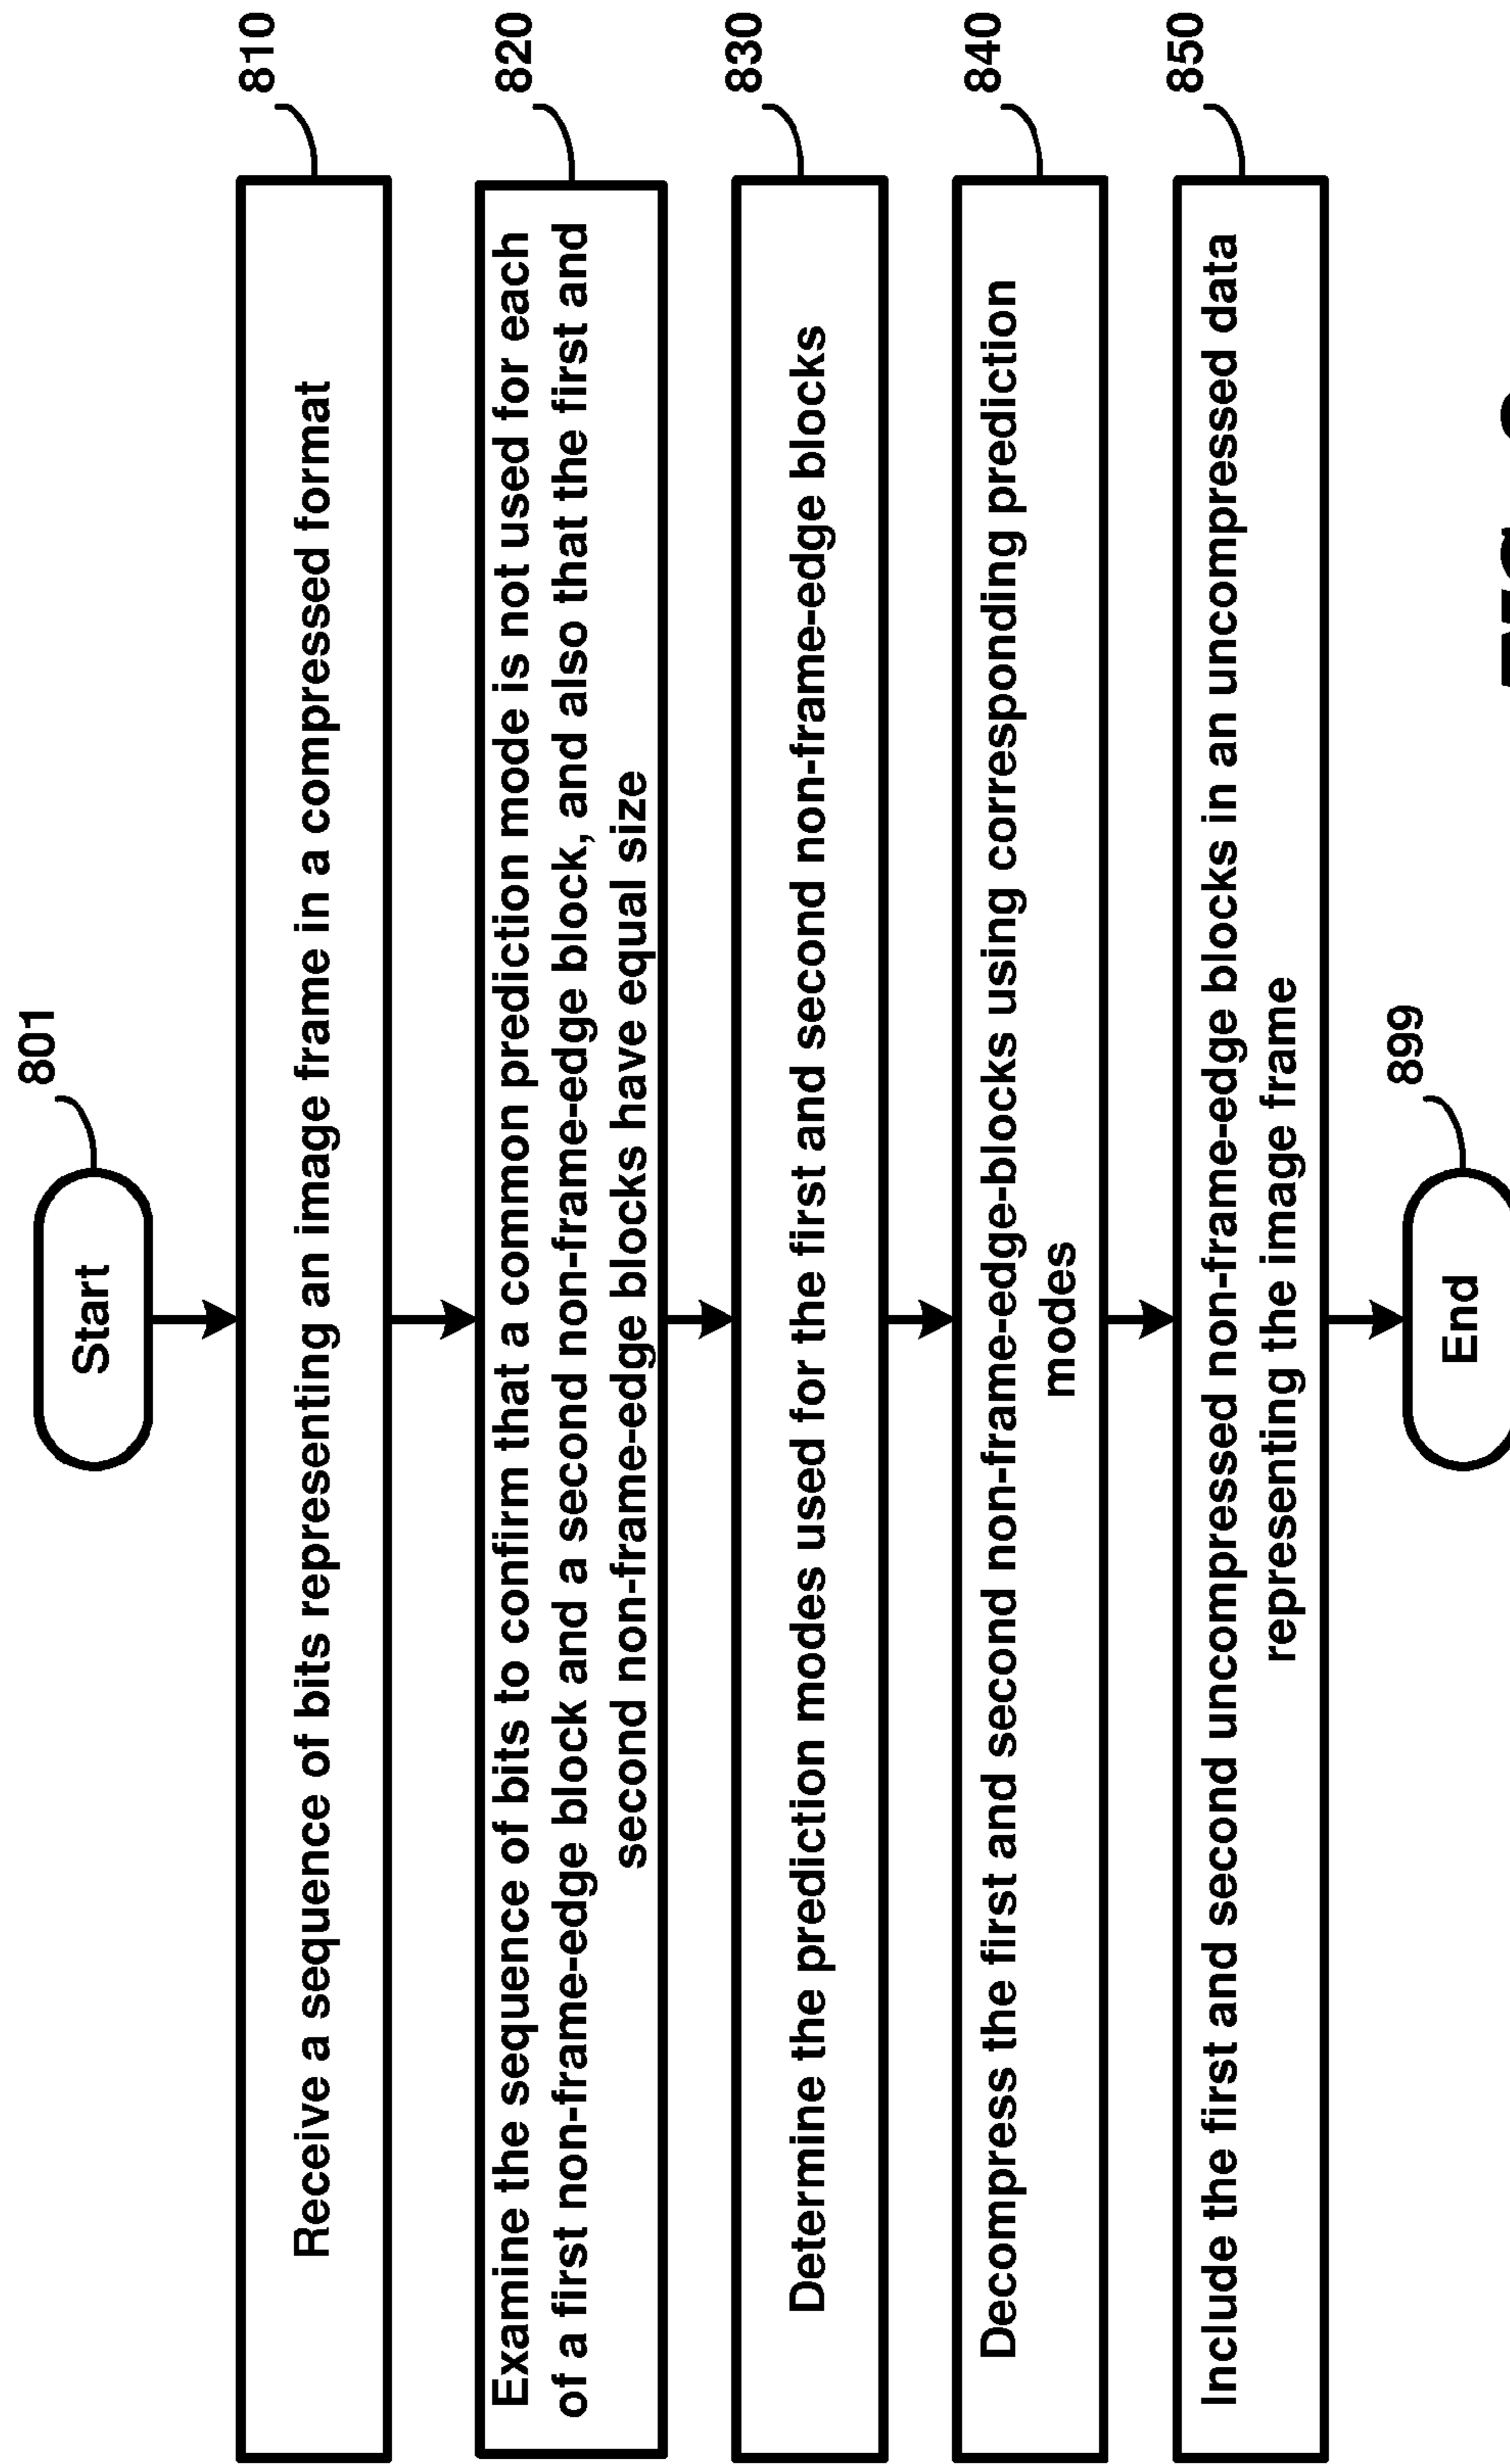 801
Start
810
Receive a sequence of bits representing an image frame in a compressed format
820
Examine the sequence of bits to confirm that a common prediction mode is not used for each
of a first non-frame-edge block and a second non-frame-edge block, and also that the first and
second non-frame-edge blocks have equal size
830
Determine the prediction modes used for the first and second non-frame-edge blocks
840
Decompress the first and second non-frame-edge-blocks using corresponding prediction
modes
850
Include the first and second uncompressed non-frame-edge blocks in an uncompressed data
representing the image frame
899
End